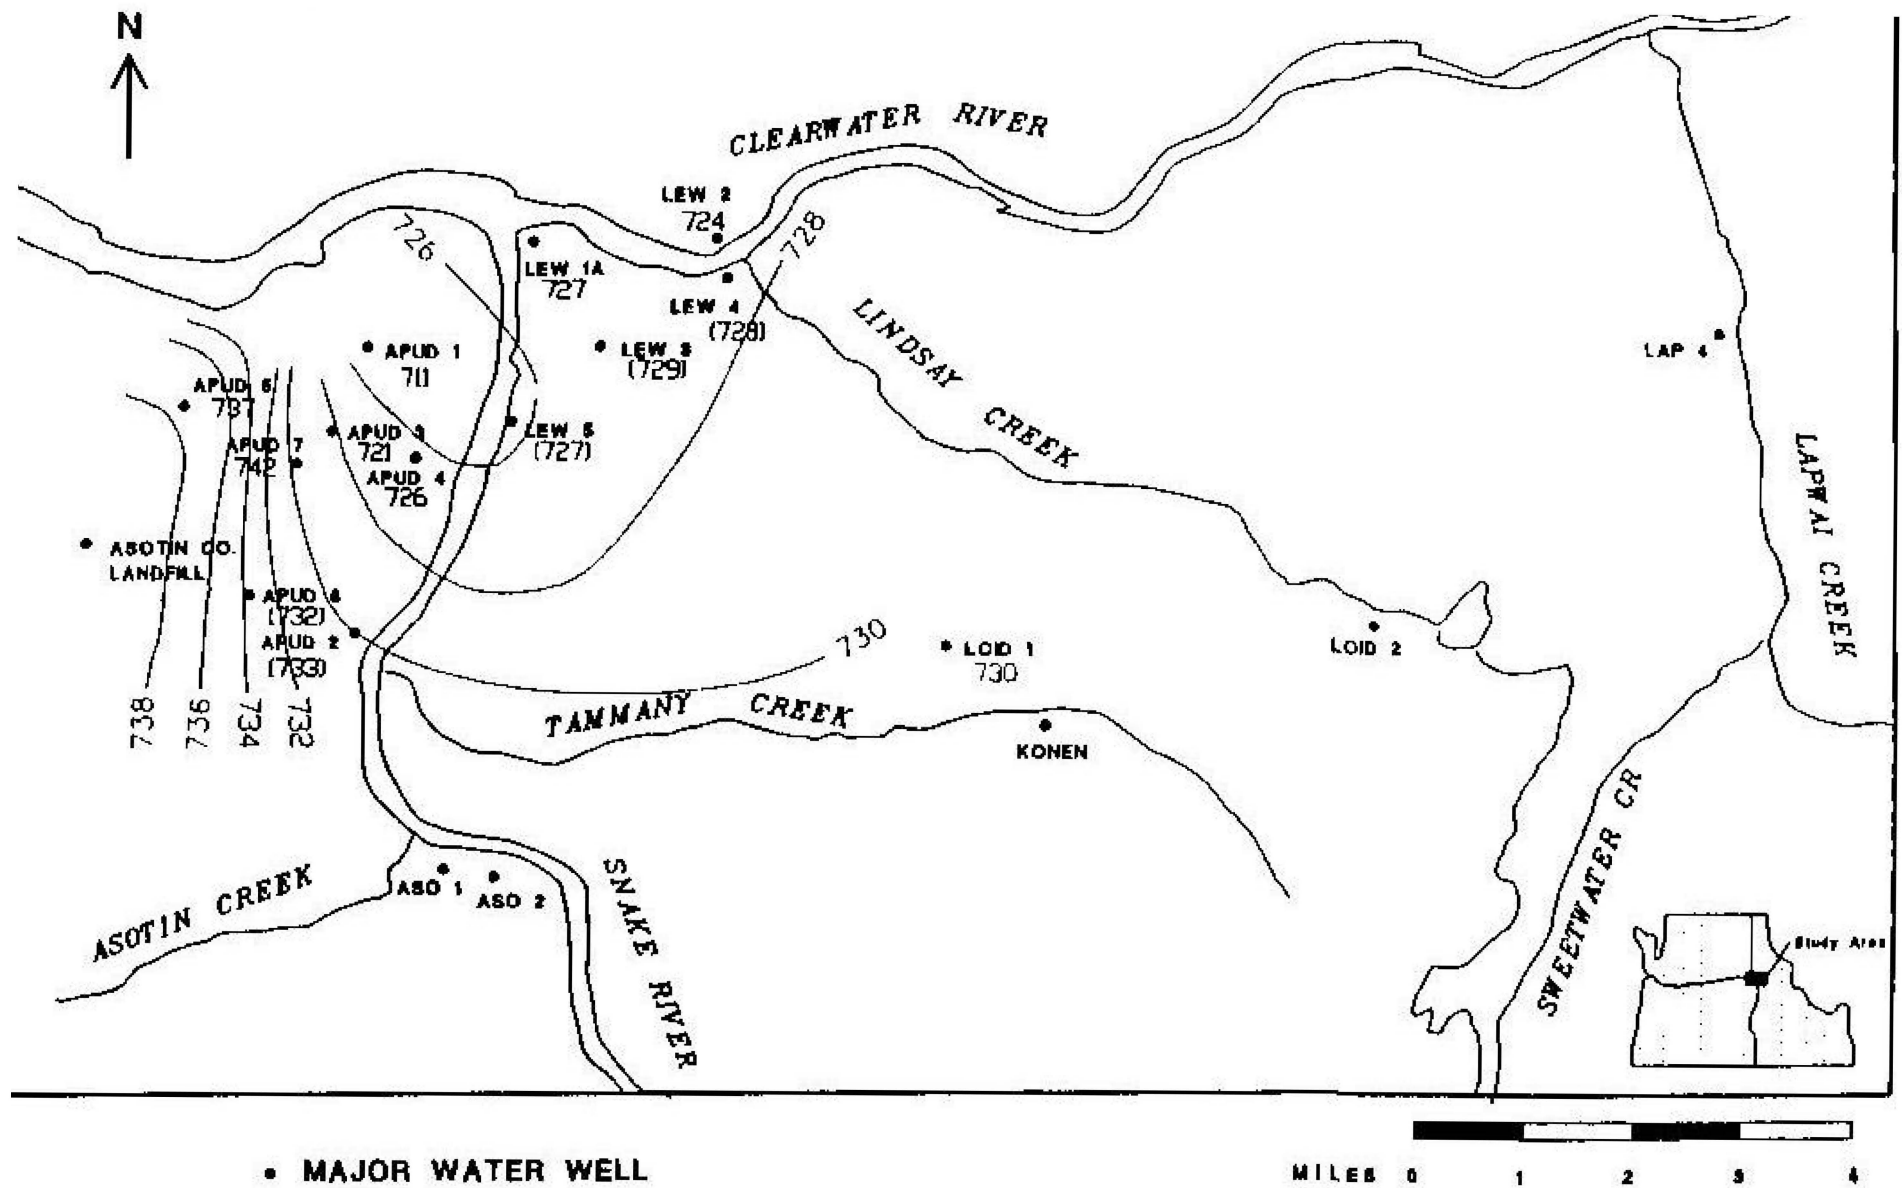 N
CLEARWATER RIVER
LEW 2
724
726
728
LEW 1A
727
LEW 4
(728)
LINDSAY CREEK
APUD 1
711
LEW 3
(729)
LAP 4
APUD 5
737
APUD 3
721
LEW 5
(727)
APUD 7
742
APUD 4
726
LAPWAI CREEK
ASOTIN CO.
LANDFILL
APUD 6
(732)
APUD 2
(733)
730
LOID 1
730
LOID 2
738
736
734
732
TAMMANY CREEK
KONEN
ASOTIN CREEK
ASO 1
ASO 2
SNAKE RIVER
SWEETWATER CR
Study Area
• MAJOR WATER WELL
MILES 0 1 2 3 4